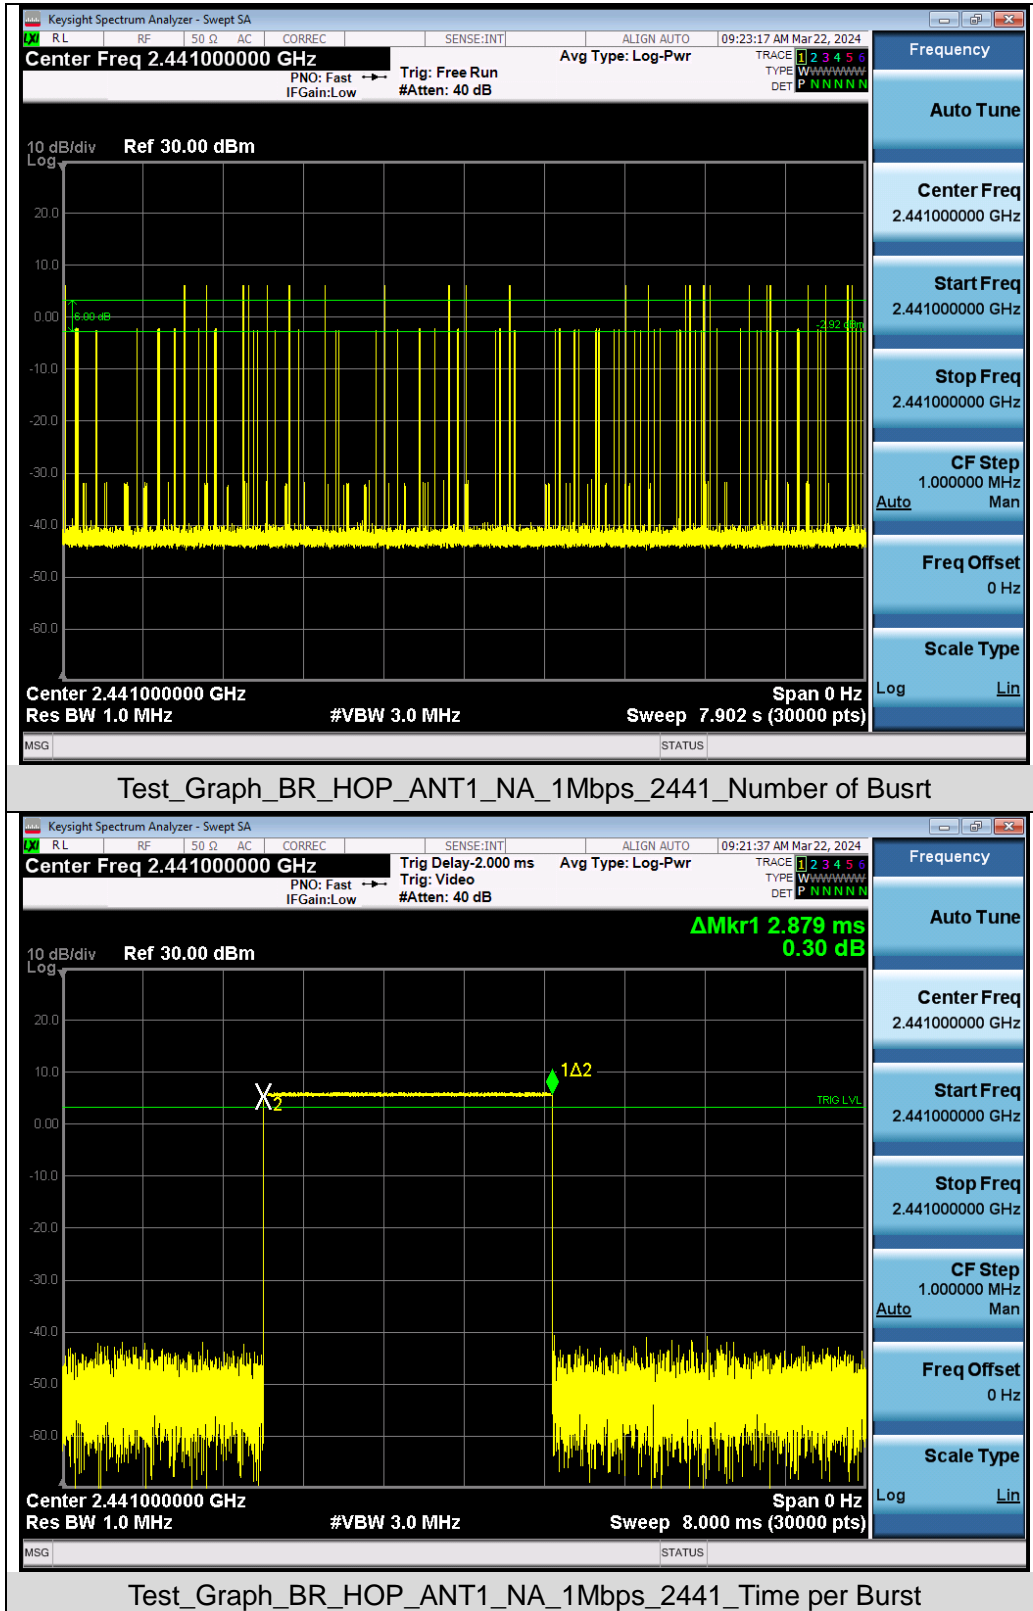 Keysight Spectrum Analyzer - Swept SA
LXI RL RF 50 Ω AC CORREC SENSE:INT ALIGN AUTO 09:23:17 AM Mar 22, 2024
Center Freq 2.441000000 GHz
PNO: Fast
IFGain:Low
Trig: Free Run
#Atten: 40 dB
Avg Type: Log-Pwr
TRACE 1 2 3 4 5 6
TYPE WWWWWW
DET P N N N N N
Frequency
Auto Tune
Center Freq
2.441000000 GHz
Start Freq
2.441000000 GHz
Stop Freq
2.441000000 GHz
CF Step
1.000000 MHz
Auto Man
Freq Offset
0 Hz
Scale Type
Log Lin
10 dB/div Ref 30.00 dBm
Log
20.0
10.0
0.00
-10.0
-20.0
-30.0
-40.0
-50.0
-60.0
6.00 dB
-2.92 dBm
Center 2.441000000 GHz Span 0 Hz
Res BW 1.0 MHz #VBW 3.0 MHz Sweep 7.902 s (30000 pts)
MSG STATUS
Test_Graph_BR_HOP_ANT1_NA_1Mbps_2441_Number of Busrt
Keysight Spectrum Analyzer - Swept SA
LXI RL RF 50 Ω AC CORREC SENSE:INT ALIGN AUTO 09:21:37 AM Mar 22, 2024
Center Freq 2.441000000 GHz
PNO: Fast
IFGain:Low
Trig Delay-2.000 ms
Trig: Video
#Atten: 40 dB
Avg Type: Log-Pwr
TRACE 1 2 3 4 5 6
TYPE WWWWWW
DET P N N N N N
Frequency
Auto Tune
Center Freq
2.441000000 GHz
Start Freq
2.441000000 GHz
Stop Freq
2.441000000 GHz
CF Step
1.000000 MHz
Auto Man
Freq Offset
0 Hz
Scale Type
Log Lin
ΔMkr1 2.879 ms
0.30 dB
10 dB/div Ref 30.00 dBm
Log
20.0
10.0
0.00
-10.0
-20.0
-30.0
-40.0
-50.0
-60.0
1Δ2
2
TRIG LVL
Center 2.441000000 GHz Span 0 Hz
Res BW 1.0 MHz #VBW 3.0 MHz Sweep 8.000 ms (30000 pts)
MSG STATUS
Test_Graph_BR_HOP_ANT1_NA_1Mbps_2441_Time per Burst